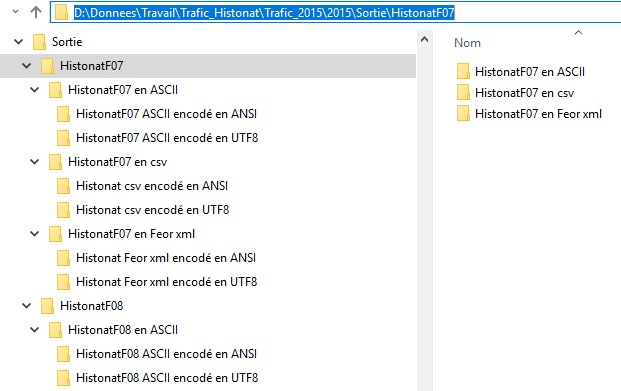 D:\Donnees\Travail\Trafic_Histonat\Trafic_2015\2015\Sortie\HistonatF07
Sortie
HistonatF07
HistonatF07 en ASCII
HistonatF07 ASCII encodé en ANSI
HistonatF07 ASCII encodé en UTF8
HistonatF07 en csv
Histonat csv encodé en ANSI
Histonat csv encodé en UTF8
HistonatF07 en Feor xml
Histonat Feor xml encodé en ANSI
Histonat Feor xml encodé en UTF8
HistonatF08
HistonatF08 en ASCII
HistonatF08 ASCII encodé en ANSI
HistonatF08 ASCII encodé en UTF8
Nom
HistonatF07 en ASCII
HistonatF07 en csv
HistonatF07 en Feor xml